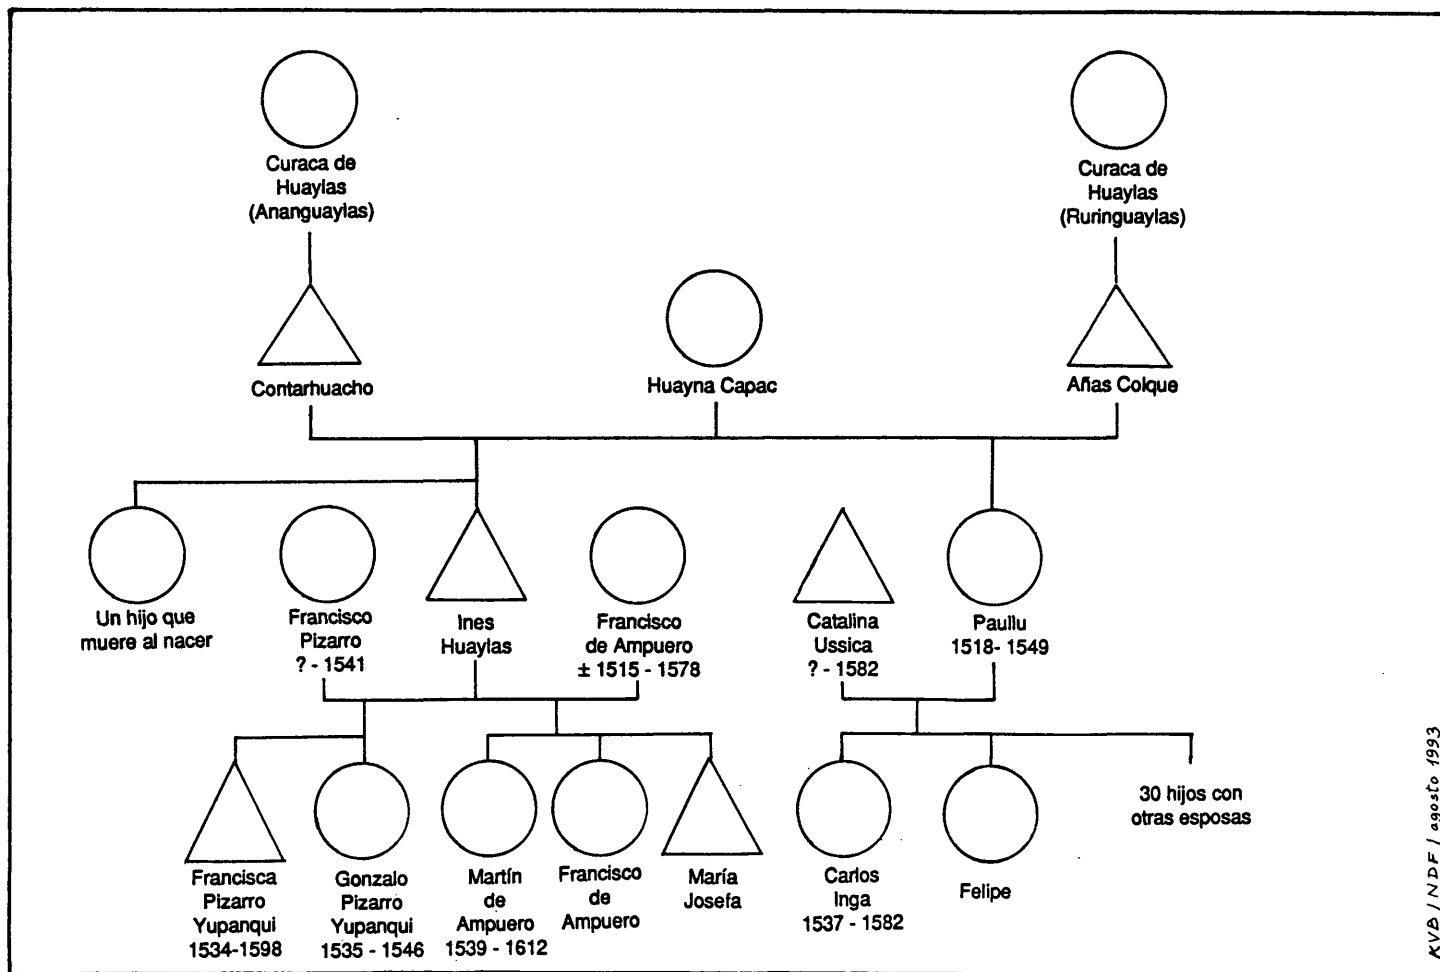 Curaca de
Huaylas
(Ananguaylas)
Curaca de
Huaylas
(Ruringuaylas)
Contarhuacho
Huayna Capac
Añas Colque
Un hijo que
muere al nacer
Francisco
Pizarro
? - 1541
Ines
Huaylas
Francisco
de Ampuero
± 1515 - 1578
Catalina
Ussica
? - 1582
Paullu
1518- 1549
Francisca
Pizarro
Yupanqui
1534-1598
Gonzalo
Pizarro
Yupanqui
1535 - 1546
Martín
de
Ampuero
1539 - 1612
Francisco
de
Ampuero
María
Josefa
Carlos
Inga
1537 - 1582
Felipe
30 hijos con
otras esposas
KVB / NDF / agosto 1993